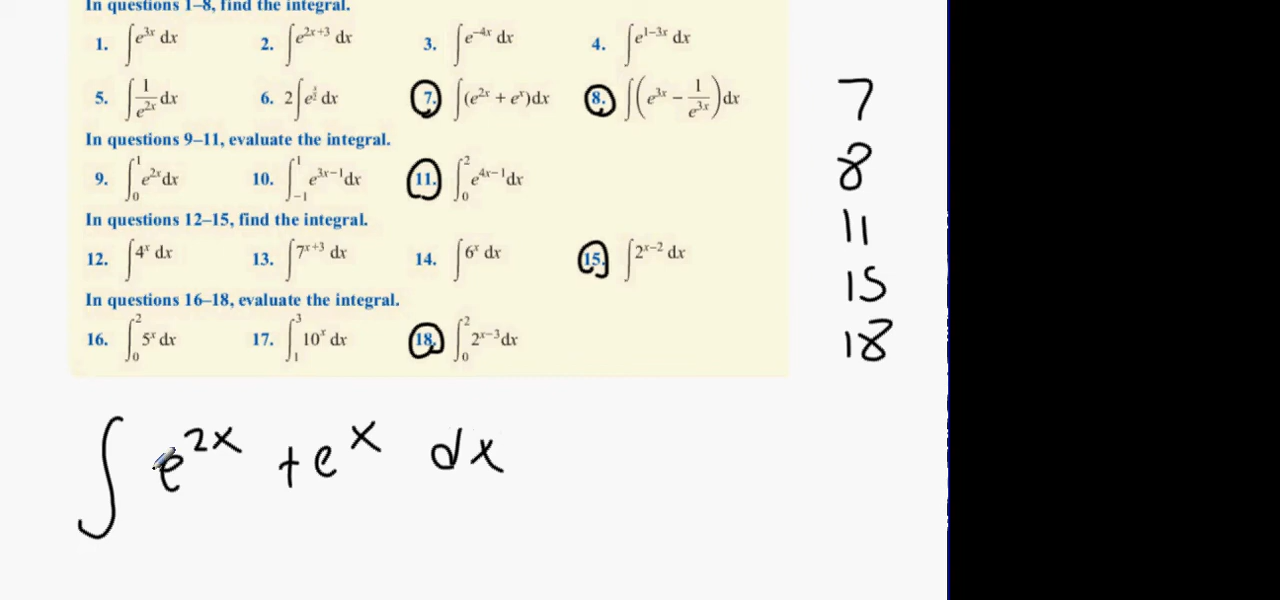 In questions 1–8, find the integral.
1. ∫e^{3x} dx 2. ∫e^{2x+3} dx 3. ∫e^{-4x} dx 4. ∫e^{1-3x} dx
7
5. ∫1/e^{2x} dx 6. 2∫e^{x/2} dx 7. ∫(e^{2x} + e^x)dx 8. ∫(e^{3x} − 1/e^{3x})dx
In questions 9–11, evaluate the integral.
8
9. ∫_0^1 e^{2x}dx 10. ∫_{-1}^1 e^{3x-1}dx 11. ∫_0^2 e^{4x-1}dx
In questions 12–15, find the integral.
11
12. ∫4^x dx 13. ∫7^{x+3} dx 14. ∫6^x dx 15. ∫2^{x-2} dx
15
In questions 16–18, evaluate the integral.
16. ∫_0^2 5^x dx 17. ∫_1^3 10^x dx 18. ∫_0^2 2^{x-3}dx
18
∫ e^{2x} + e^x dx